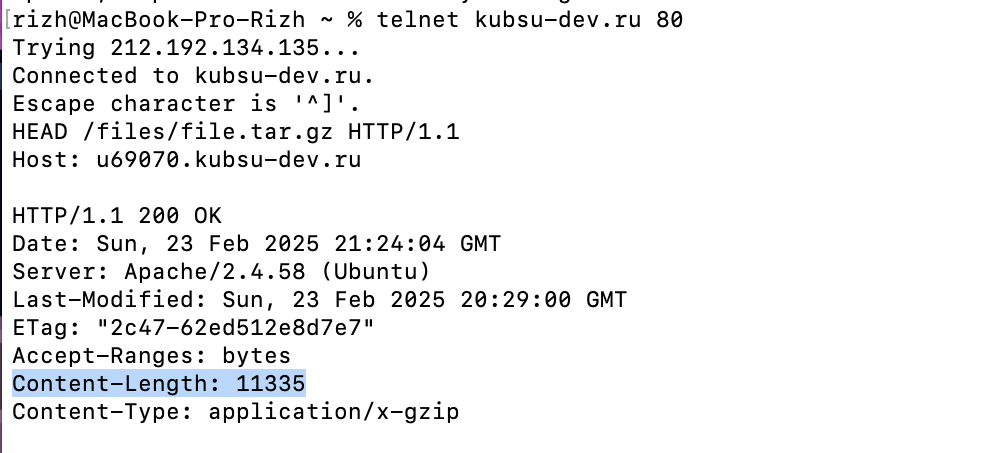 [rizh@MacBook-Pro-Rizh ~ % telnet kubsu-dev.ru 80
Trying 212.192.134.135...
Connected to kubsu-dev.ru.
Escape character is '^]'.
HEAD /files/file.tar.gz HTTP/1.1
Host: u69070.kubsu-dev.ru

HTTP/1.1 200 OK
Date: Sun, 23 Feb 2025 21:24:04 GMT
Server: Apache/2.4.58 (Ubuntu)
Last-Modified: Sun, 23 Feb 2025 20:29:00 GMT
ETag: "2c47-62ed512e8d7e7"
Accept-Ranges: bytes
Content-Length: 11335
Content-Type: application/x-gzip